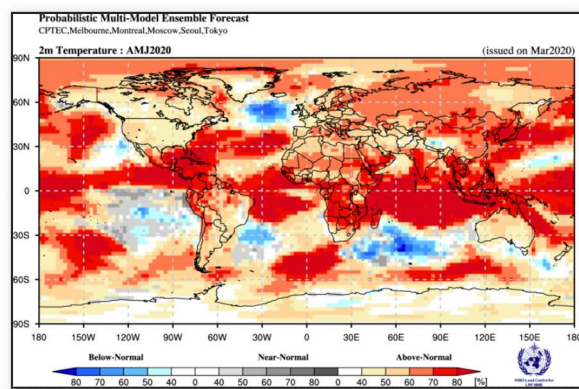 Probabilistic Multi-Model Ensemble Forecast
CPTEC,Melbourne,Montreal,Moscow,Seoul,Tokyo
2m Temperature : AMJ2020 (issued on Mar2020)
90N
60N
30N
0
30S
60S
90S
180 150W 120W 90W 60W 30W 0 30E 60E 90E 120E 150E 180
Below-Normal Near-Normal Above-Normal
80 70 60 50 40 0 40 50 60 70 80 0 40 50 60 70 80 [%]